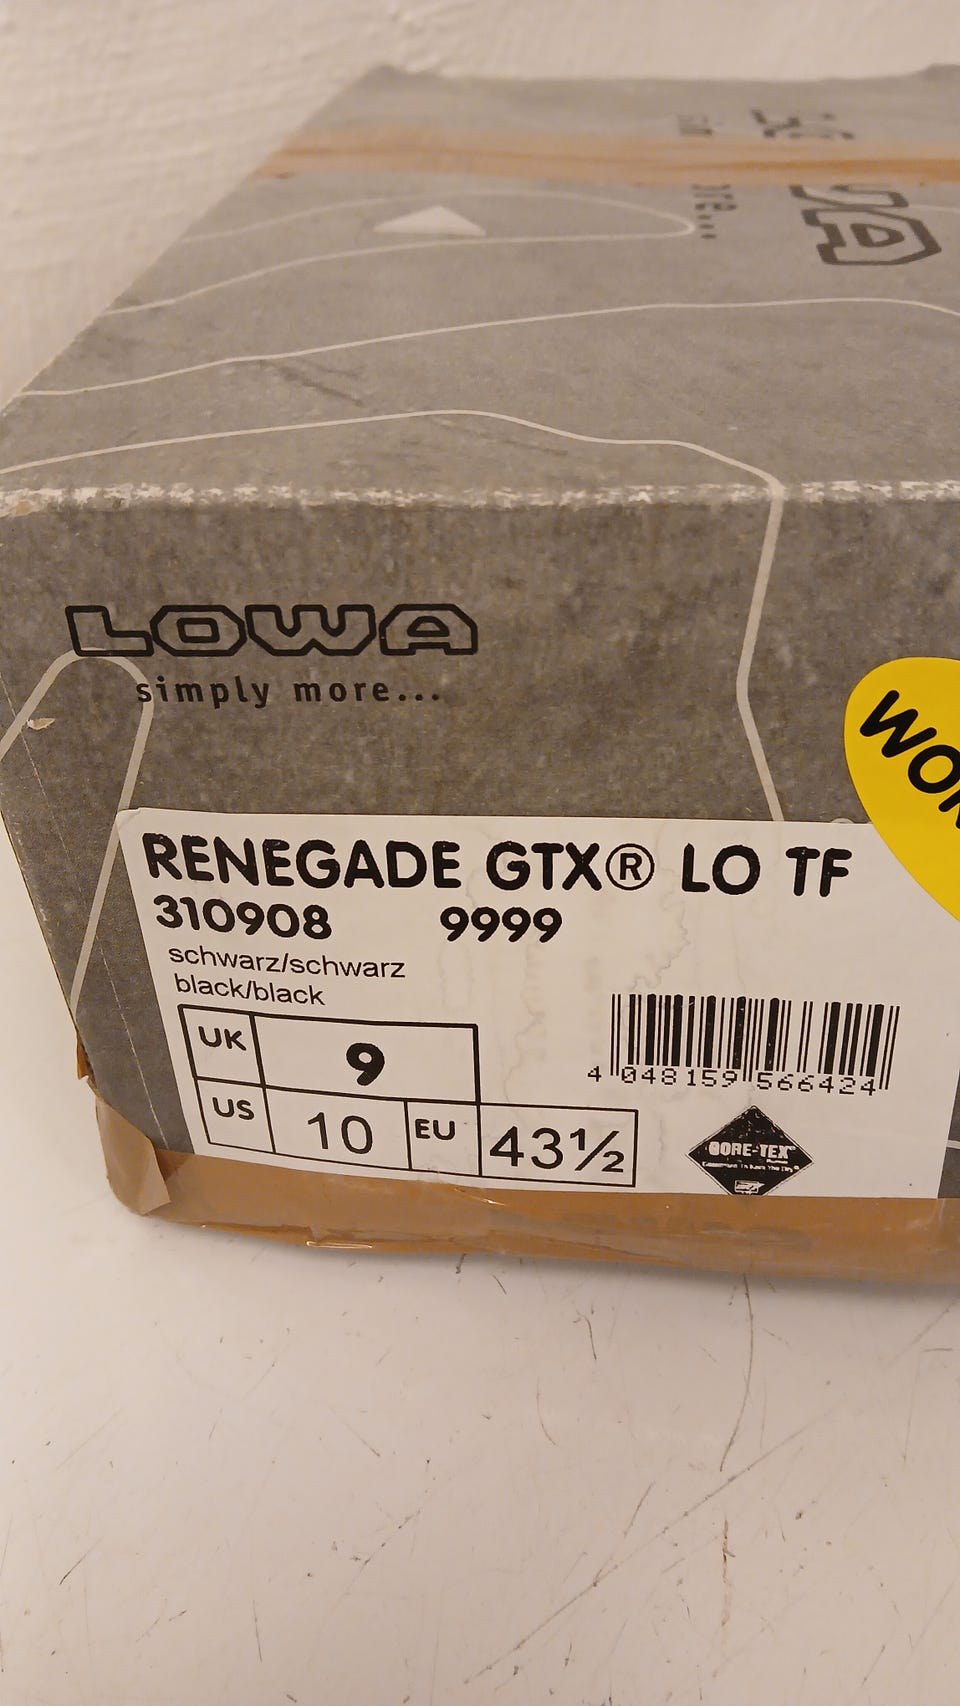 LOWA
simply more...
RENEGADE GTX® LO TF
310908 9999
schwarz/schwarz
black/black
UK 9
US 10 EU 43½
4 048159 566424
GORE-TEX